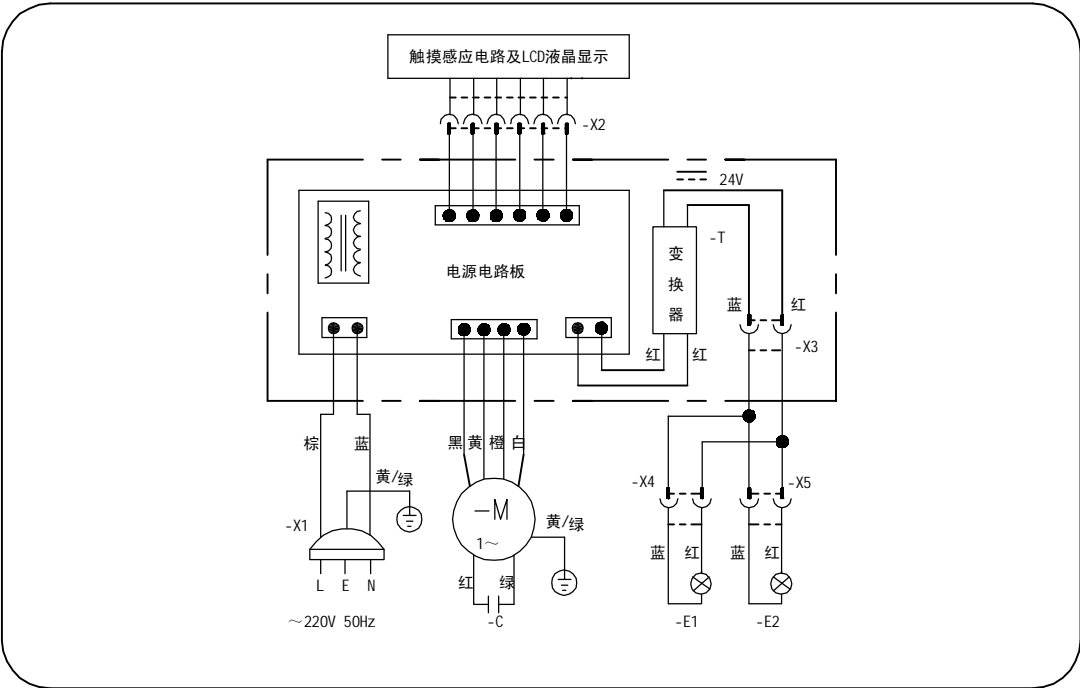 触摸感应电路及LCD液晶显示
-X2
24V
-T
变
换
器
电源电路板
蓝 红
-X3
红 红
棕 蓝
黑 黄 橙 白
黄/绿
-X4 -X5
-X1
-M
1～
黄/绿
蓝 红 蓝 红
L E N
红 绿
～220V 50Hz
-C
-E1 -E2